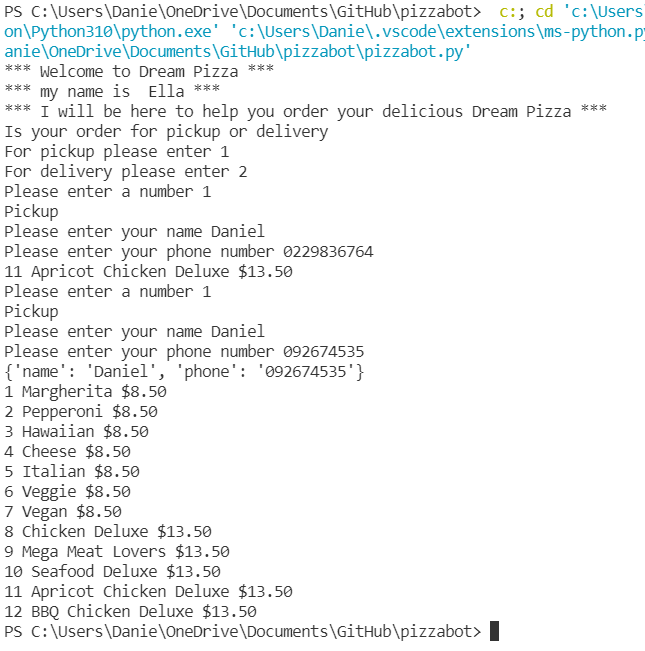 PS C:\Users\Danie\OneDrive\Documents\GitHub\pizzabot>  c:; cd 'c:\Users
on\Python310\python.exe' 'c:\Users\Danie\.vscode\extensions\ms-python.py
anie\OneDrive\Documents\GitHub\pizzabot\pizzabot.py'
*** Welcome to Dream Pizza ***
*** my name is  Ella ***
*** I will be here to help you order your delicious Dream Pizza ***
Is your order for pickup or delivery
For pickup please enter 1
For delivery please enter 2
Please enter a number 1
Pickup
Please enter your name Daniel
Please enter your phone number 0229836764
11 Apricot Chicken Deluxe $13.50
Please enter a number 1
Pickup
Please enter your name Daniel
Please enter your phone number 092674535
{'name': 'Daniel', 'phone': '092674535'}
1 Margherita $8.50
2 Pepperoni $8.50
3 Hawaiian $8.50
4 Cheese $8.50
5 Italian $8.50
6 Veggie $8.50
7 Vegan $8.50
8 Chicken Deluxe $13.50
9 Mega Meat Lovers $13.50
10 Seafood Deluxe $13.50
11 Apricot Chicken Deluxe $13.50
12 BBQ Chicken Deluxe $13.50
PS C:\Users\Danie\OneDrive\Documents\GitHub\pizzabot>